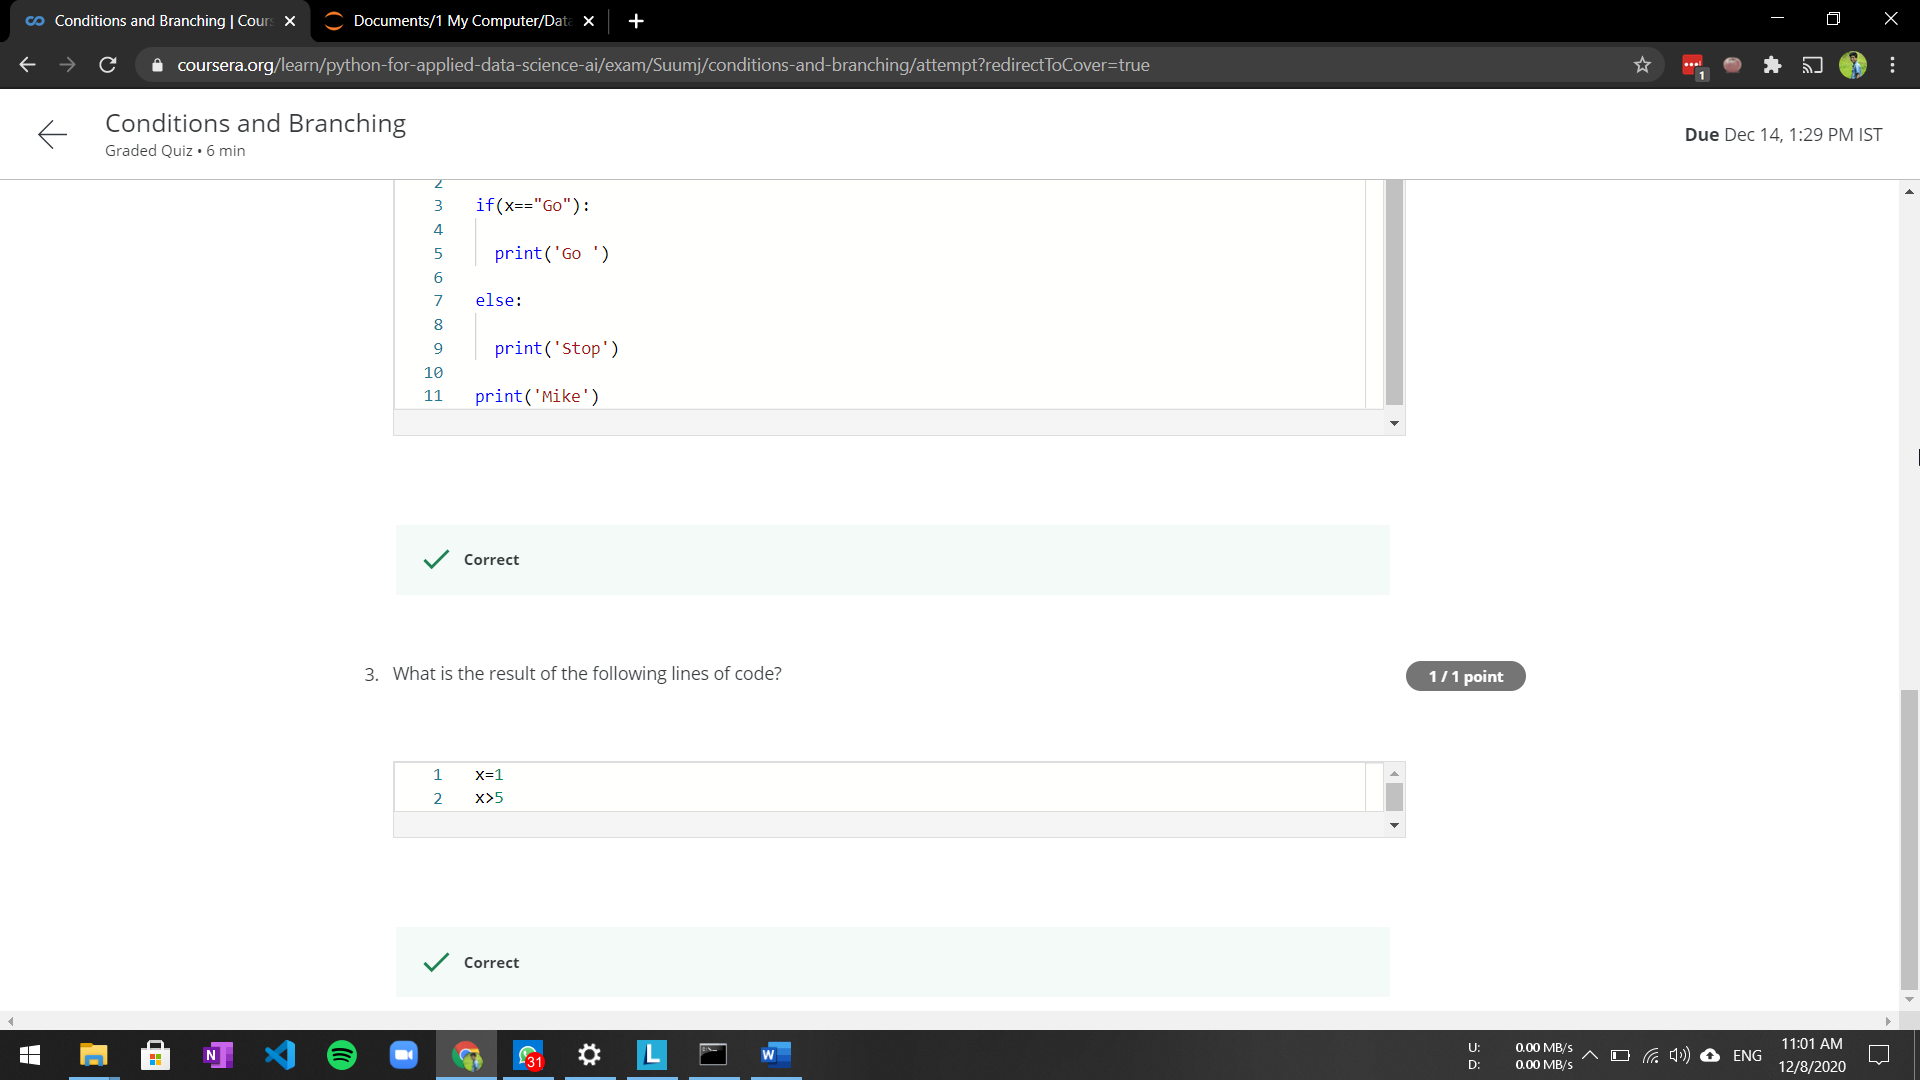 Conditions and Branching | Cour
Documents/1 My Computer/Dat
coursera.org/learn/python-for-applied-data-science-ai/exam/Suumj/conditions-and-branching/attempt?redirectToCover=true
1
Conditions and Branching
Graded Quiz • 6 min
Due Dec 14, 1:29 PM IST
2
3 if(x=="Go"):
4
5 print('Go ')
6
7 else:
8
9 print('Stop')
10
11 print('Mike')
Correct
3. What is the result of the following lines of code?
1 / 1 point
1 x=1
2 x>5
Correct
N
31
L
W
U: 0.00 MB/s
D: 0.00 MB/s
ENG
11:01 AM
12/8/2020